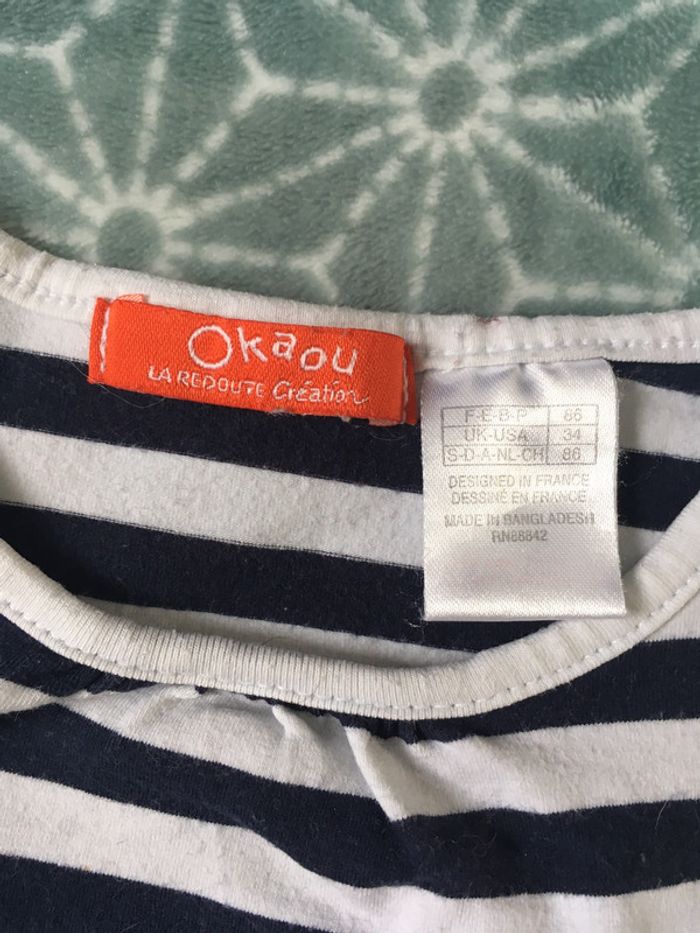 Okaou
LA REDOUTE Création
F-E-B-P 86
UK-USA 34
S-D-A-NL-CH 86
DESIGNED IN FRANCE
DESSINÉ EN FRANCE
MADE IN BANGLADESH
RN88842